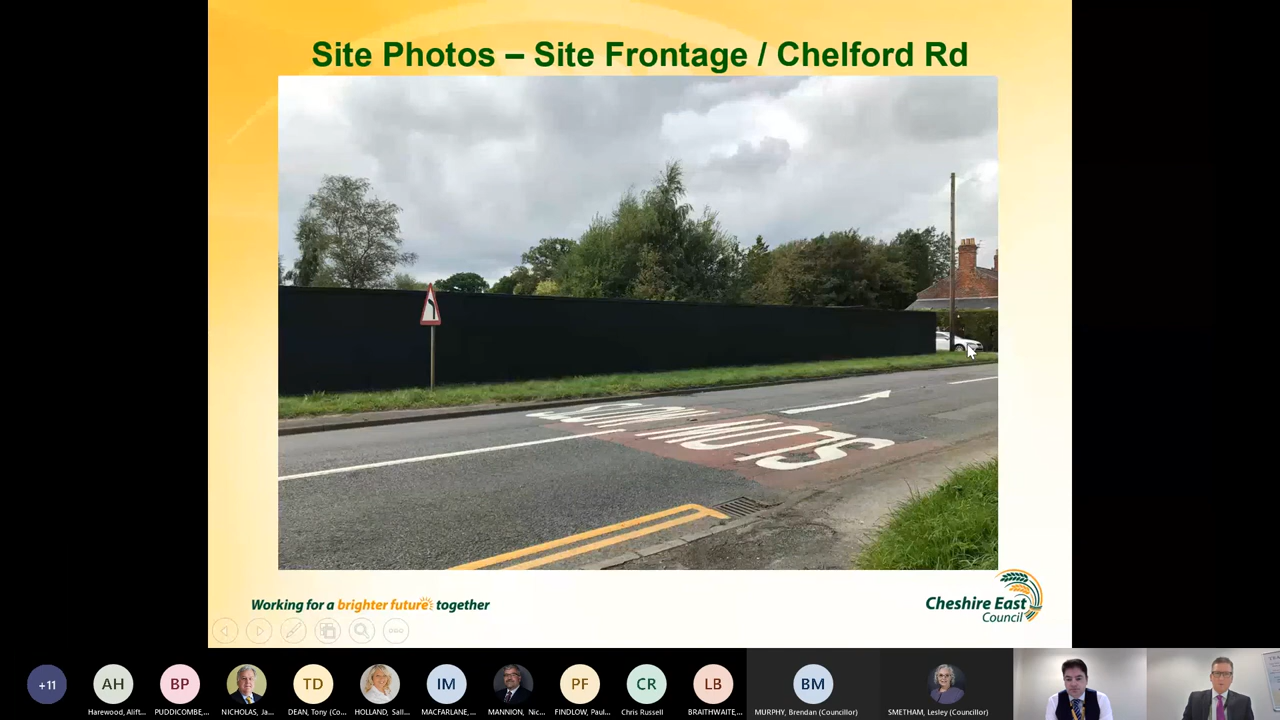 Site Photos – Site Frontage / Chelford Rd
SLOW
Working for a brighter future together
Cheshire East
Council
+11
AH
BP
TD
IM
PF
CR
LB
BM
Harewood, Alift...
PUDDICOMBE,...
NICHOLAS, Ja...
DEAN, Tony (Co...
HOLLAND, Sall...
MACFARLANE,...
MANNION, Nic...
FINDLOW, Paul...
Chris Russell
BRAITHWAITE,...
MURPHY, Brendan (Councillor)
SMETHAM, Lesley (Councillor)